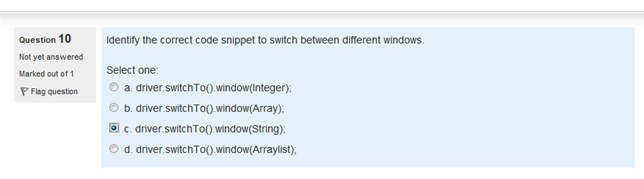 Question 10
Not yet answered
Marked out of 1
Flag question
Identify the correct code snippet to switch between different windows.
Select one:
a. driver.switchTo().window(Integer);
b. driver.switchTo().window(Array);
c. driver.switchTo().window(String);
d. driver.switchTo().window(Arraylist);